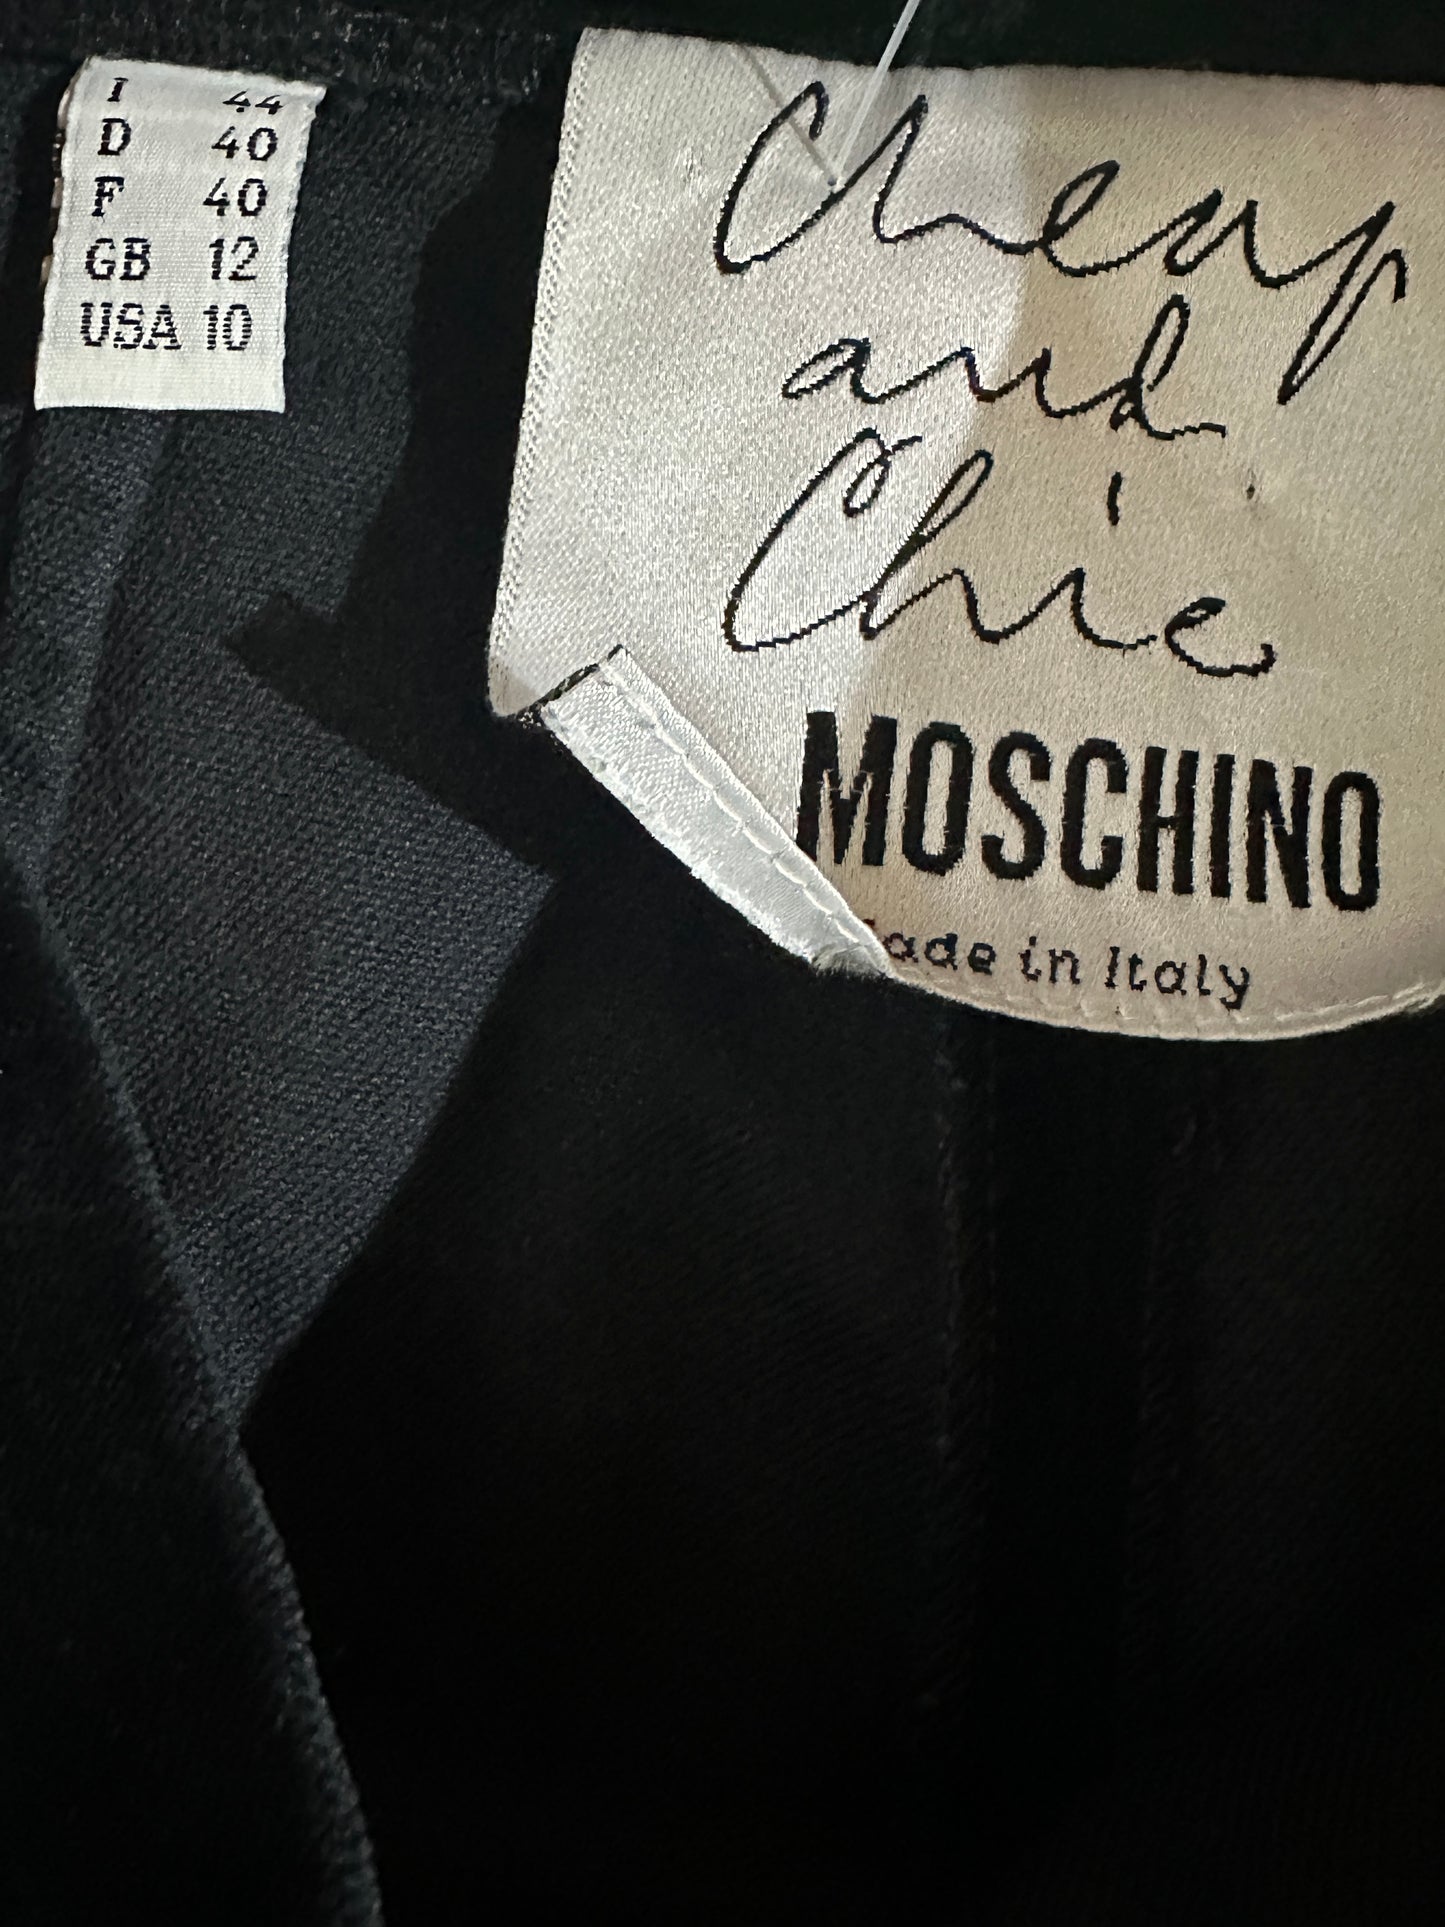 I 44
D 40
F 40
GB 12
USA 10
Cheap
and
Chic
MOSCHINO
ade in Italy